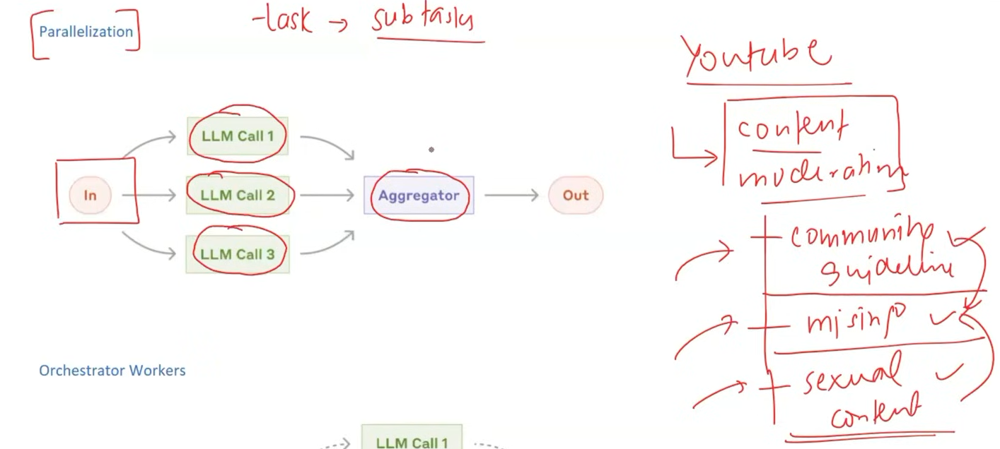 Parallelization
task → subtasks
Youtube
content
moderating
LLM Call 1
In
LLM Call 2
Aggregator
Out
LLM Call 3
community
guideline
misinfo
sexual
content
Orchestrator Workers
LLM Call 1